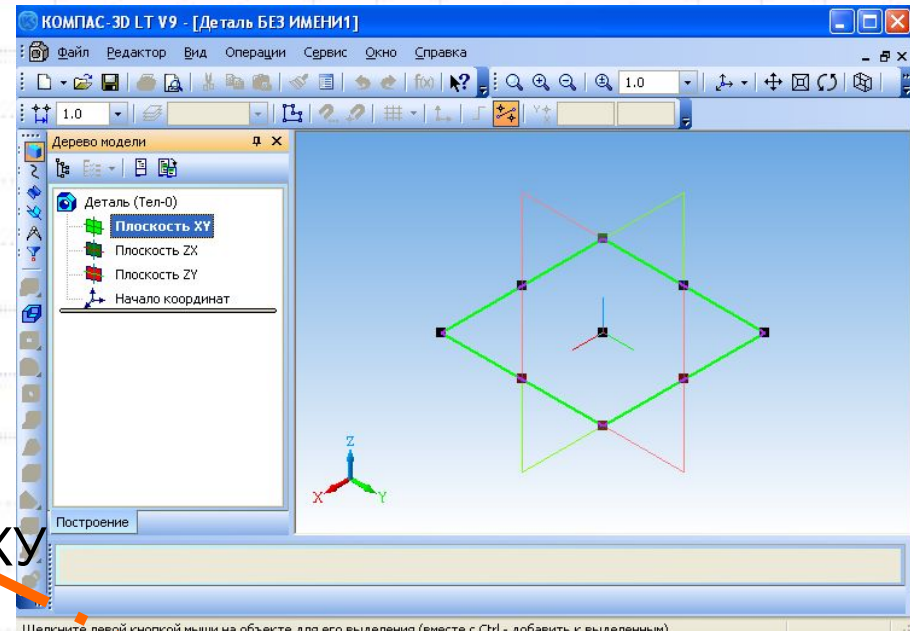 КОМПАС-3D LT V9 - [Деталь БЕЗ ИМЕНИ1]
Файл Редактор Вид Операции Сервис Окно Справка
1.0
1.0
Дерево модели
Деталь (Тел-0)
Плоскость XY
Плоскость ZX
Плоскость ZY
Начало координат
Z
X Y
Построение
ХУ
Щелкните левой кнопкой мыши на объекте для его выделения (вместе с Ctrl - добавить к выделенным)